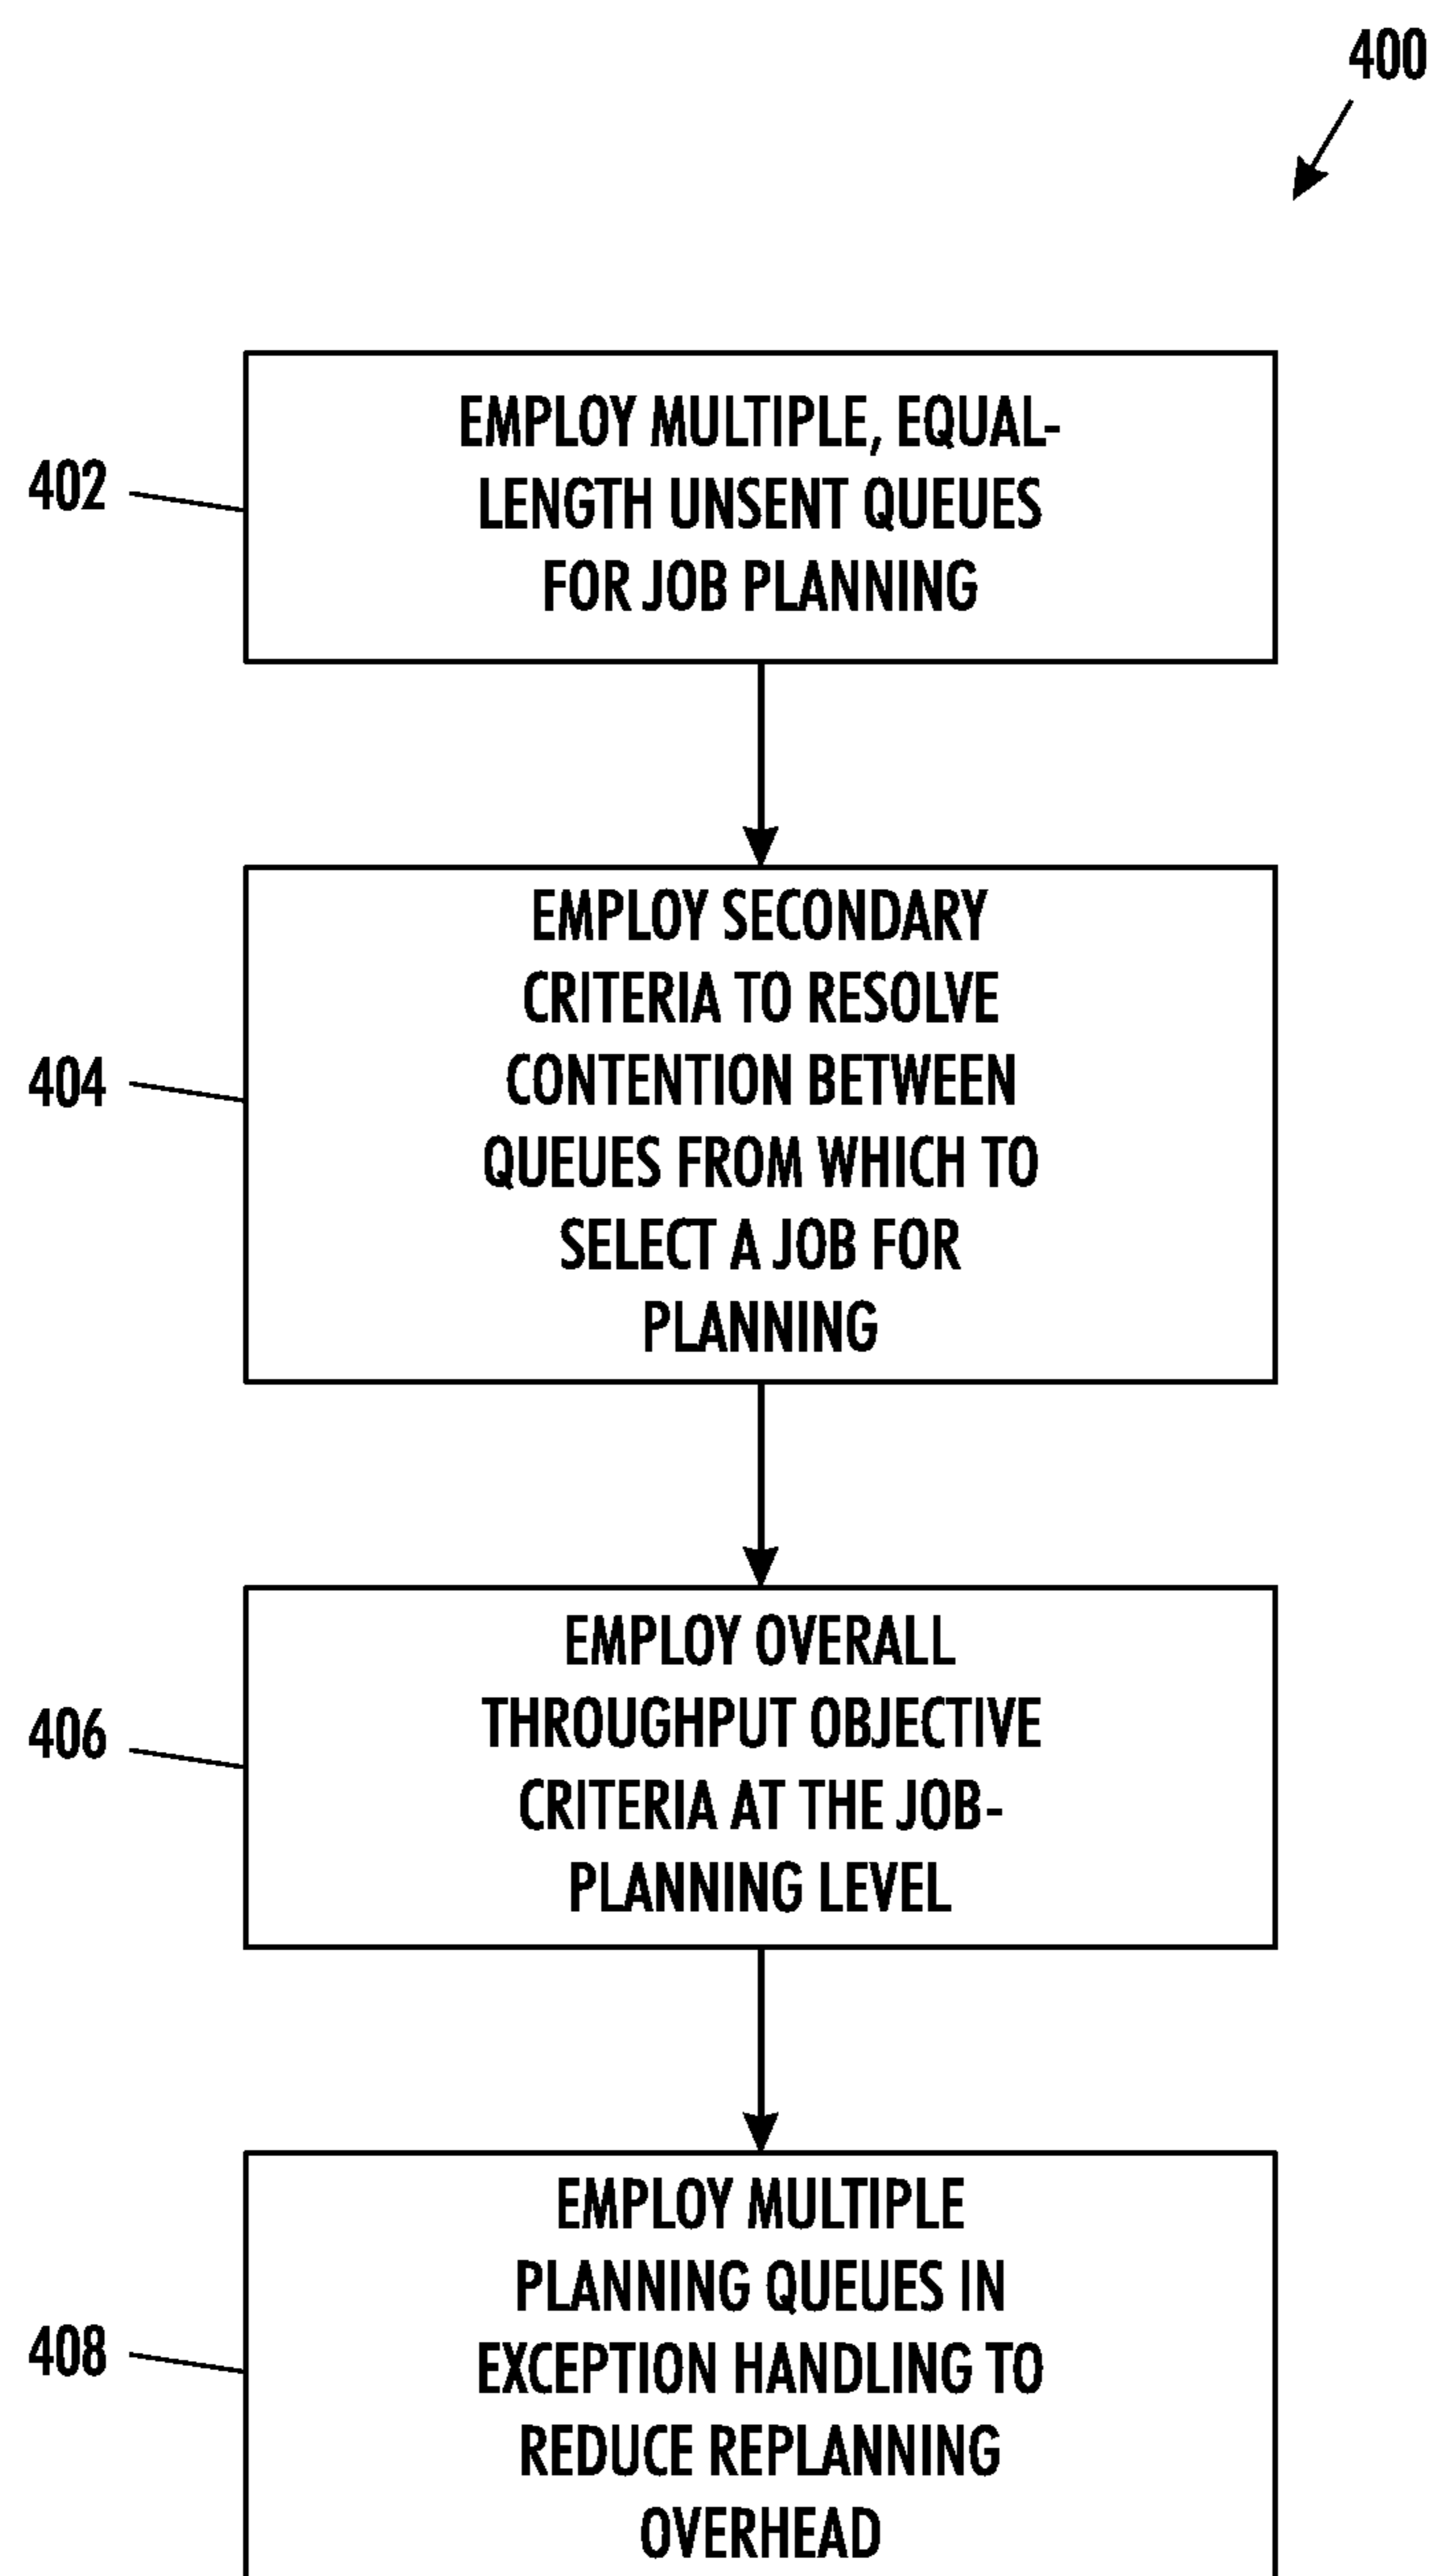 400
402
EMPLOY MULTIPLE, EQUAL-
LENGTH UNSENT QUEUES
FOR JOB PLANNING
404
EMPLOY SECONDARY
CRITERIA TO RESOLVE
CONTENTION BETWEEN
QUEUES FROM WHICH TO
SELECT A JOB FOR
PLANNING
406
EMPLOY OVERALL
THROUGHPUT OBJECTIVE
CRITERIA AT THE JOB-
PLANNING LEVEL
408
EMPLOY MULTIPLE
PLANNING QUEUES IN
EXCEPTION HANDLING TO
REDUCE REPLANNING
OVERHEAD